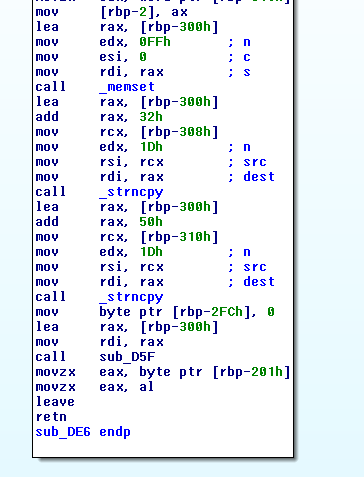 mov [rbp-2], ax
lea rax, [rbp-300h]
mov edx, 0FFh ; n
mov esi, 0 ; c
mov rdi, rax ; s
call _memset
lea rax, [rbp-300h]
add rax, 32h
mov rcx, [rbp-308h]
mov edx, 1Dh ; n
mov rsi, rcx ; src
mov rdi, rax ; dest
call _strncpy
lea rax, [rbp-300h]
add rax, 50h
mov rcx, [rbp-310h]
mov edx, 1Dh ; n
mov rsi, rcx ; src
mov rdi, rax ; dest
call _strncpy
mov byte ptr [rbp-2FCh], 0
lea rax, [rbp-300h]
mov rdi, rax
call sub_D5F
movzx eax, byte ptr [rbp-201h]
movzx eax, al
leave
retn
sub_DE6 endp